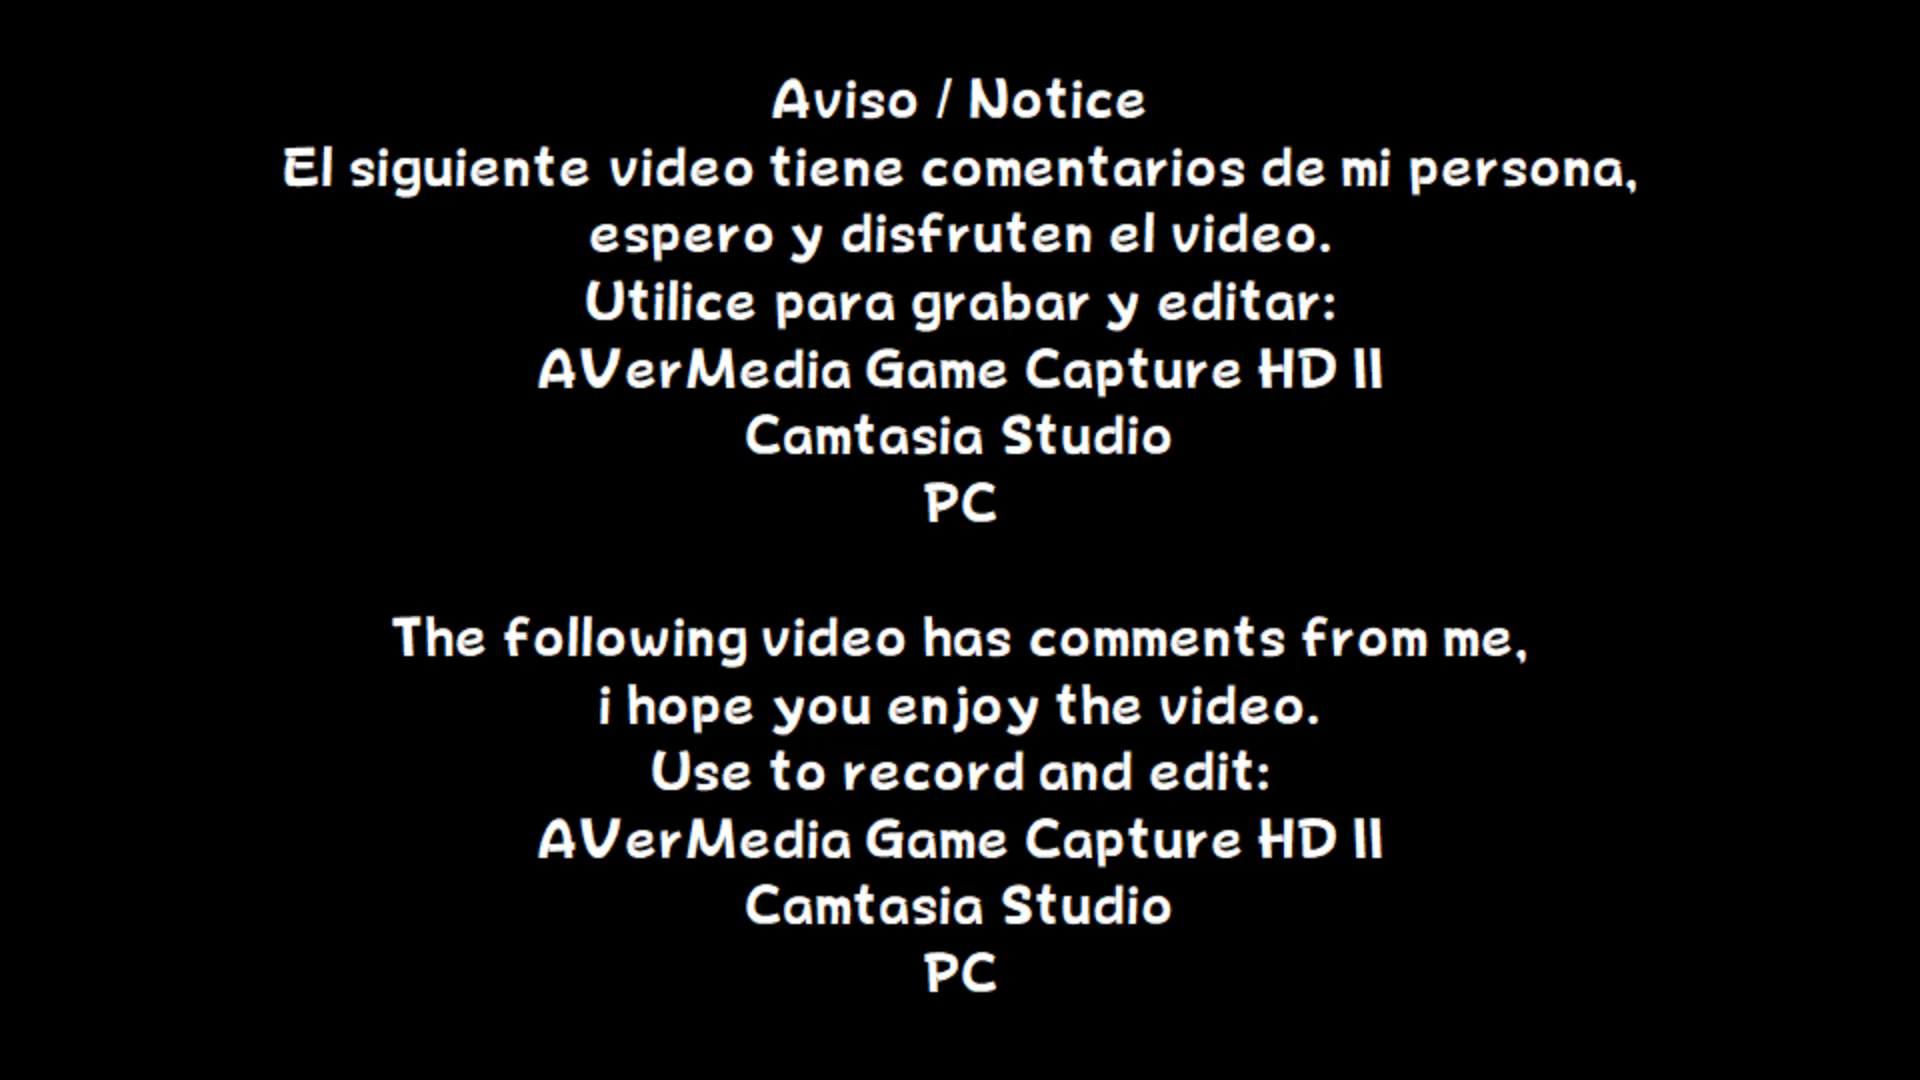 Aviso / Notice
El siguiente video tiene comentarios de mi persona,
espero y disfruten el video.
Utilice para grabar y editar:
AVerMedia Game Capture HD II
Camtasia Studio
PC
The following video has comments from me,
i hope you enjoy the video.
Use to record and edit:
AVerMedia Game Capture HD II
Camtasia Studio
PC